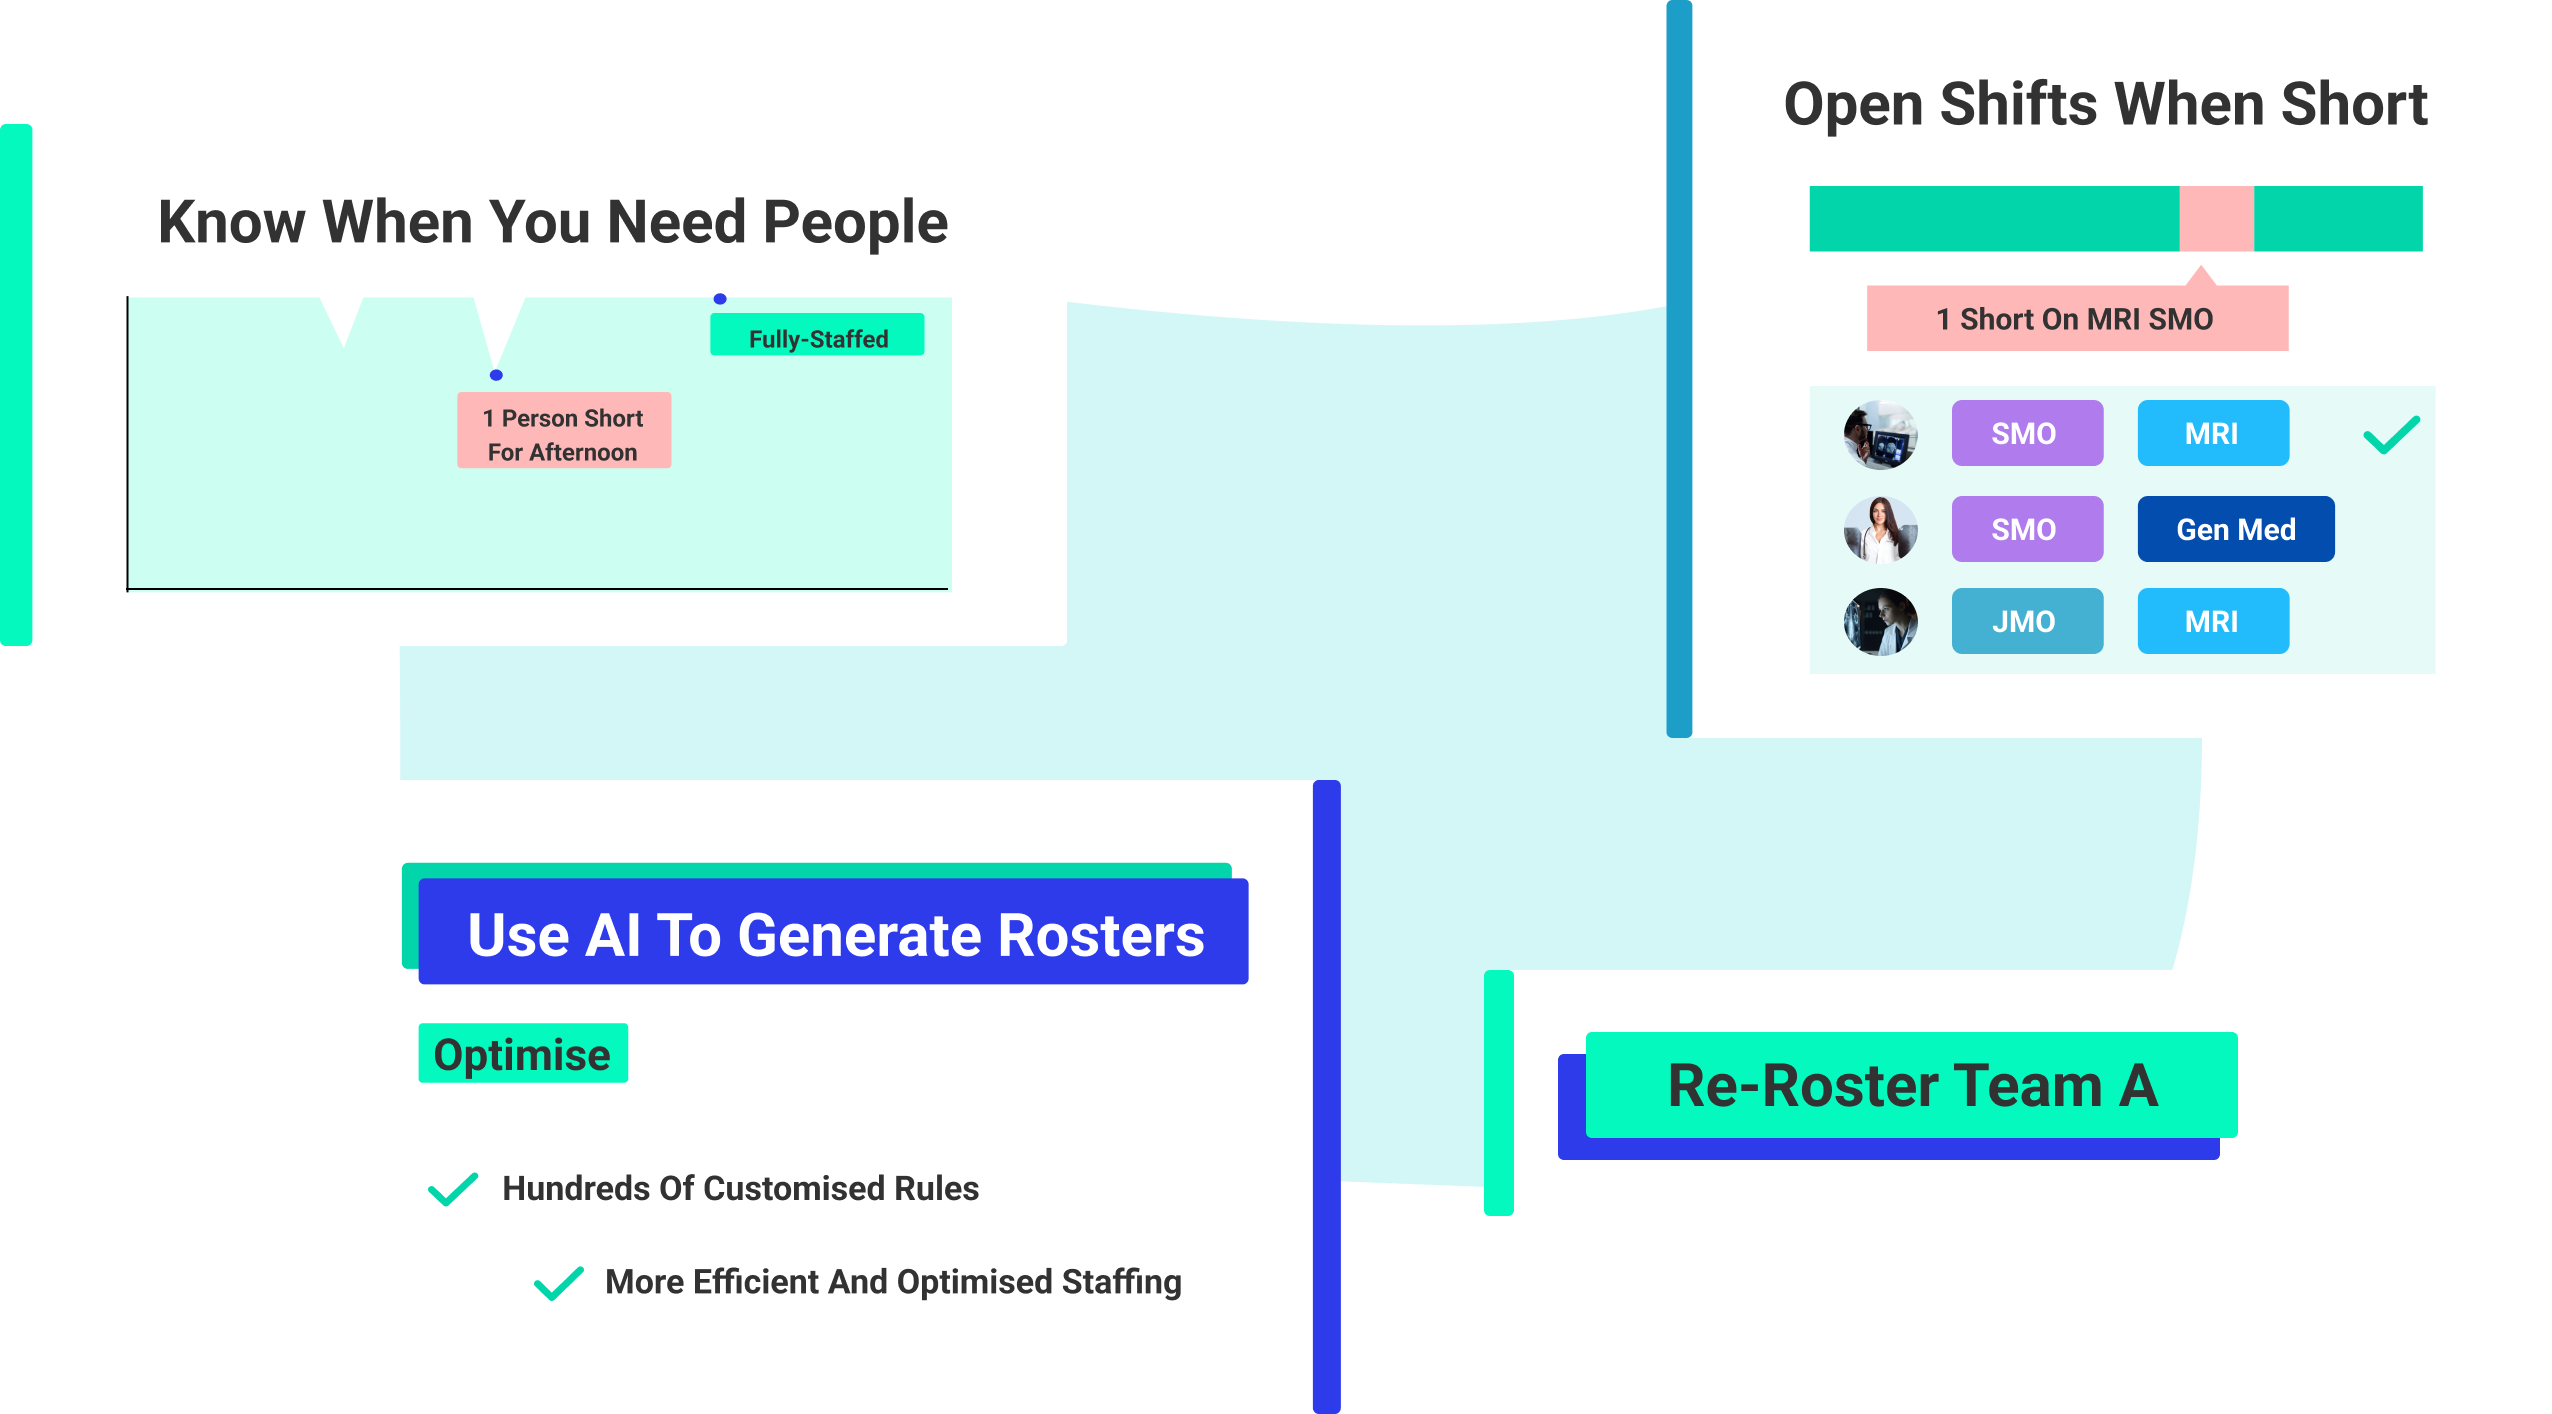 Know When You Need People
Fully-Staffed
1 Person Short
For Afternoon
Open Shifts When Short
1 Short On MRI SMO
SMO MRI
SMO Gen Med
JMO MRI
Use AI To Generate Rosters
Optimise
Hundreds Of Customised Rules
More Efficient And Optimised Staffing
Re-Roster Team A